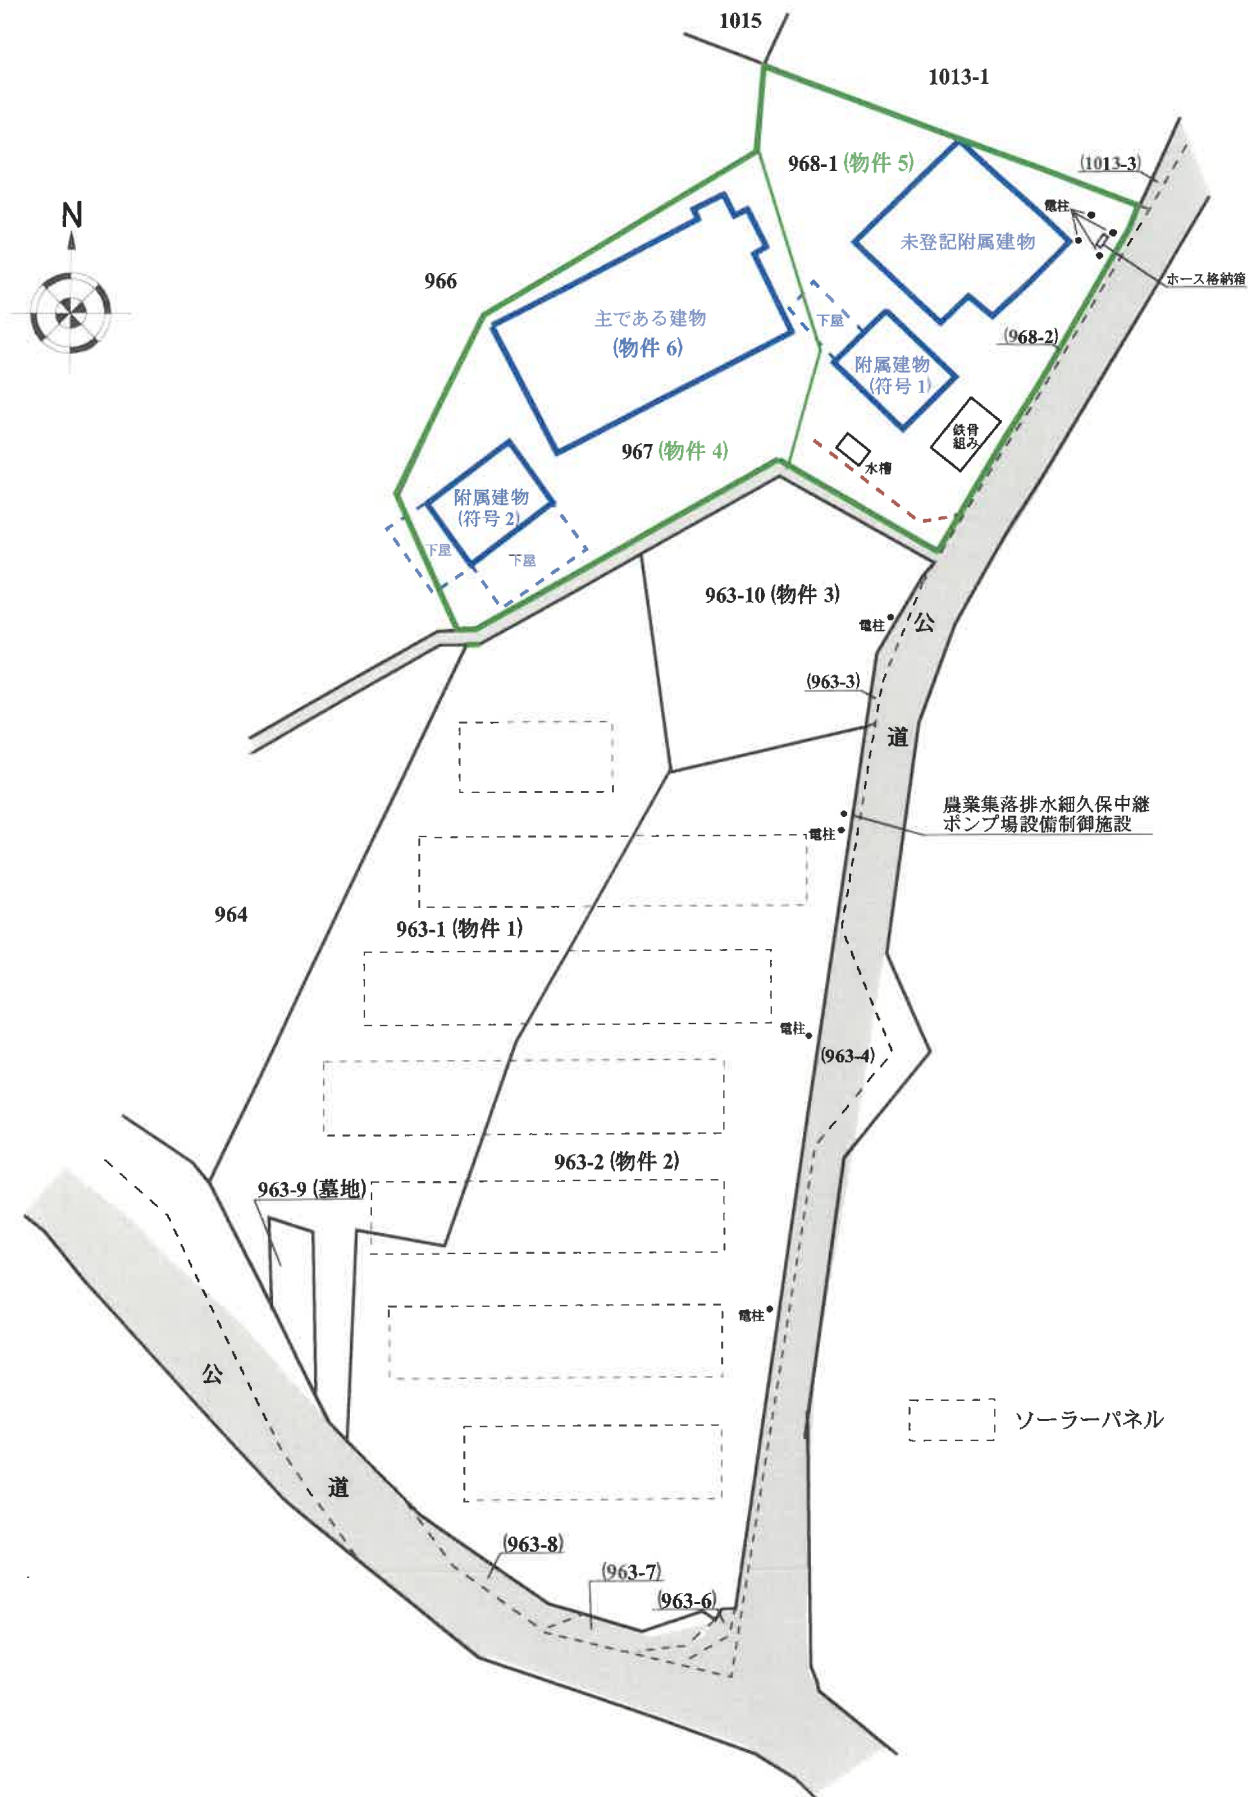 1015
1013-1
968-1 (物件 5)
(1013-3)
電柱
N
未登記附属建物
966
ホース格納箱
主である建物
(物件 6)
下屋
(968-2)
附属建物
(符号 1)
鉄骨
組み
967 (物件 4)
水槽
附属建物
(符号 2)
下屋
下屋
963-10 (物件 3)
電柱
公
(963-3)
道
農業集落排水細久保中継
ポンプ場設備制御施設
電柱
964
963-1 (物件 1)
電柱
(963-4)
963-2 (物件 2)
963-9 (墓地)
電柱
公
ソーラーパネル
道
(963-8)
(963-7)
(963-6)